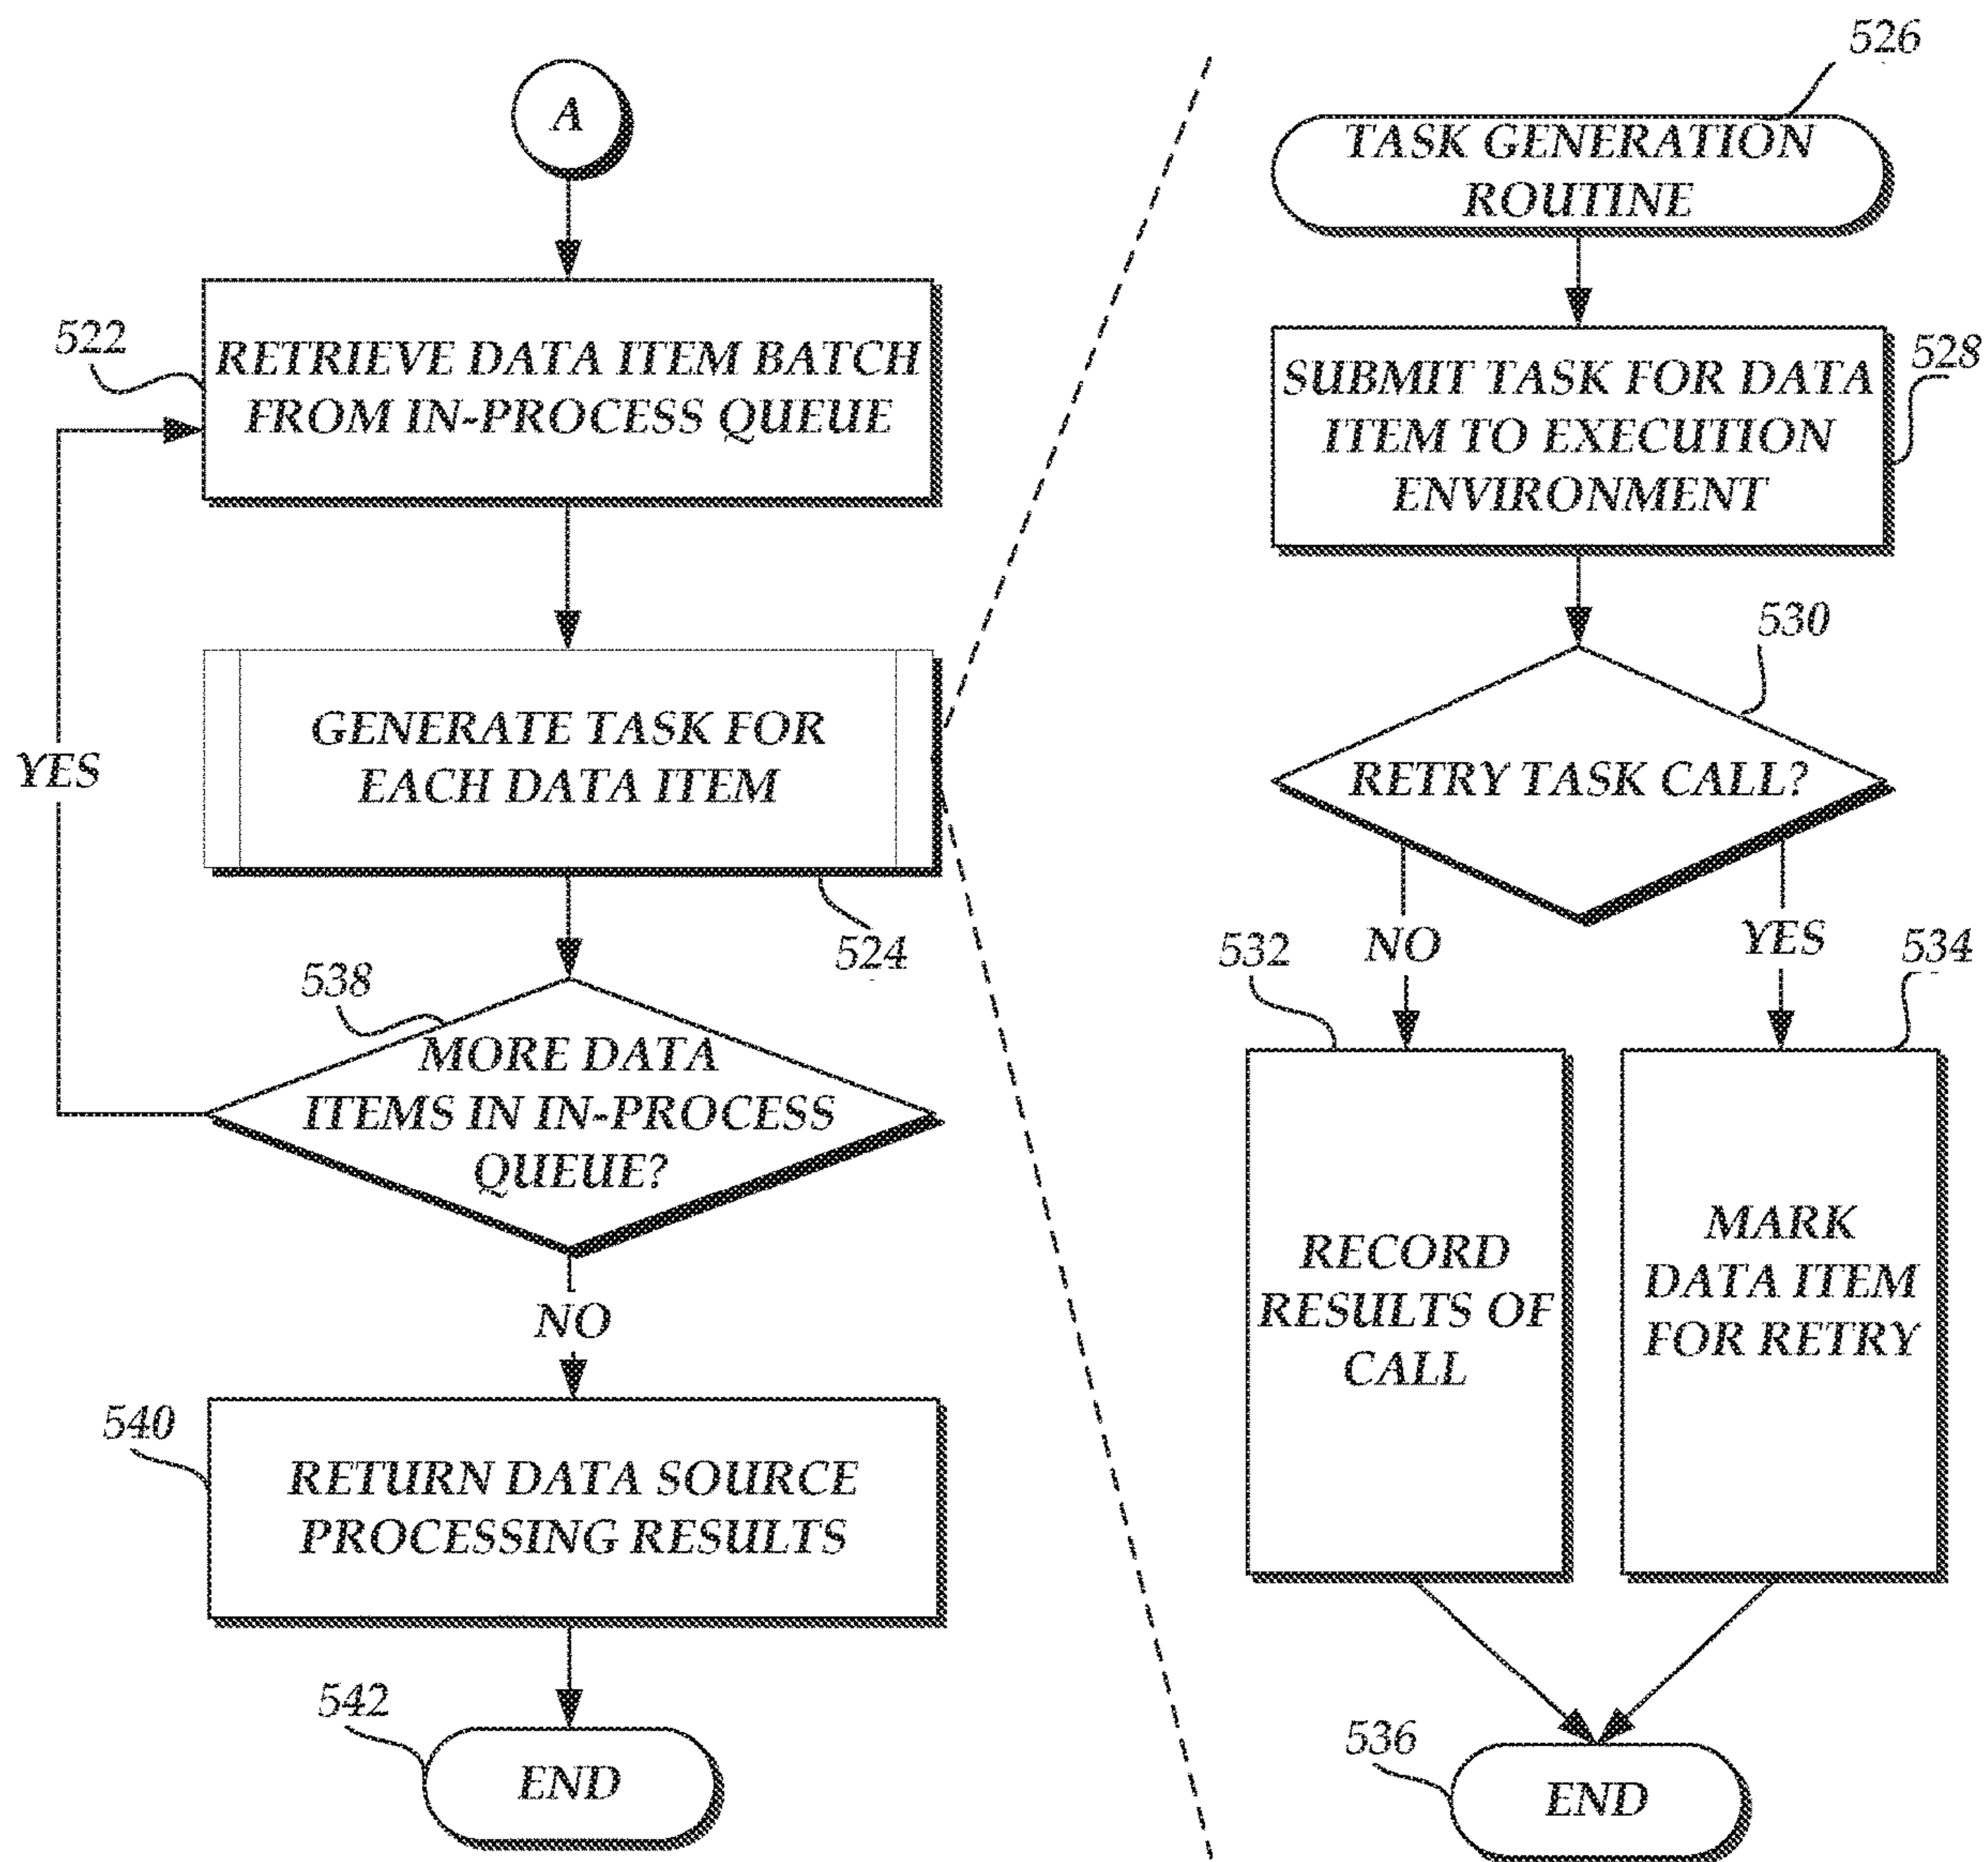 A
522
RETRIEVE DATA ITEM BATCH
FROM IN-PROCESS QUEUE
YES
GENERATE TASK FOR
EACH DATA ITEM
524
538
MORE DATA
ITEMS IN IN-PROCESS
QUEUE?
NO
540
RETURN DATA SOURCE
PROCESSING RESULTS
542
END
526
TASK GENERATION
ROUTINE
528
SUBMIT TASK FOR DATA
ITEM TO EXECUTION
ENVIRONMENT
530
RETRY TASK CALL?
532
NO
YES
534
RECORD
RESULTS OF
CALL
MARK
DATA ITEM
FOR RETRY
536
END